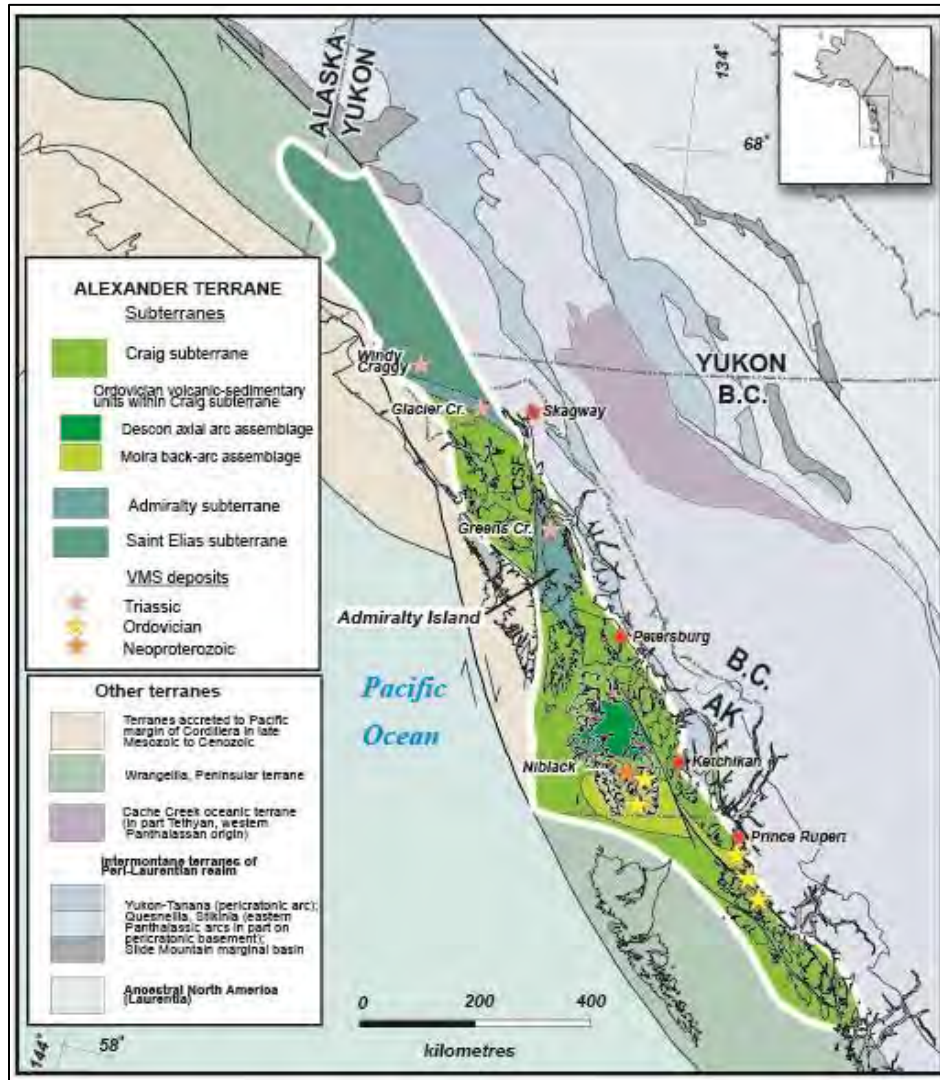 ALASKA
YUKON
134°
68°
ALEXANDER TERRANE
Subterranes
Craig subterrane
Ordovician volcanic-sedimentary
units within Craig subterrane
Descon axial arc assemblage
Moira back-arc assemblage
Admiralty subterrane
Saint Elias subterrane
VMS deposits
Triassic
Ordovician
Neoproterozoic
Other terranes
Terranes accreted to Pacific
margin of Cordillera in late
Mesozoic to Cenozoic
Wrangellia, Peninsular terrane
Cache Creek oceanic terrane
(in part Tethyan, western
Panthalassan origin)
Intermontane terranes of
Peri-Laurentian realm
Yukon-Tanana (pericratonic arc);
Quesnellia, Stikinia (eastern
Panthalassic arcs in part on
pericratonic basement);
Slide Mountain marginal basin
Ancestral North America
(Laurentia)
Windy
Craggy
Glacier Cr.
Skagway
YUKON
B.C.
Greens Cr.
Admiralty Island
Petersburg
B.C.
AK
Pacific
Ocean
Niblack
Ketchikan
Prince Rupert
0 200 400
kilometres
144°
58°